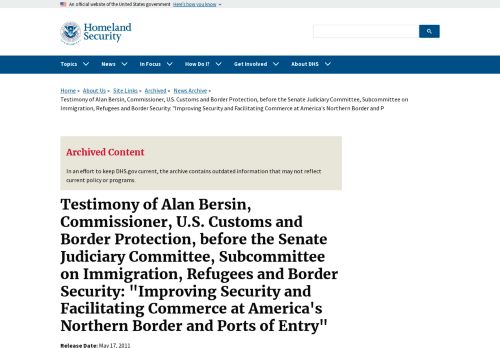 An official website of the United States government Here's how you know
Homeland
Security
Topics News In Focus How Do I? Get Involved About DHS
Home » About Us » Site Links » Archived » News Archive »
Testimony of Alan Bersin, Commissioner, U.S. Customs and Border Protection, before the Senate Judiciary Committee, Subcommittee on
Immigration, Refugees and Border Security: "Improving Security and Facilitating Commerce at America's Northern Border and P
Archived Content
In an effort to keep DHS.gov current, the archive contains outdated information that may not reflect
current policy or programs.
Testimony of Alan Bersin,
Commissioner, U.S. Customs and
Border Protection, before the Senate
Judiciary Committee, Subcommittee
on Immigration, Refugees and Border
Security: "Improving Security and
Facilitating Commerce at America's
Northern Border and Ports of Entry"
Release Date: May 17, 2011